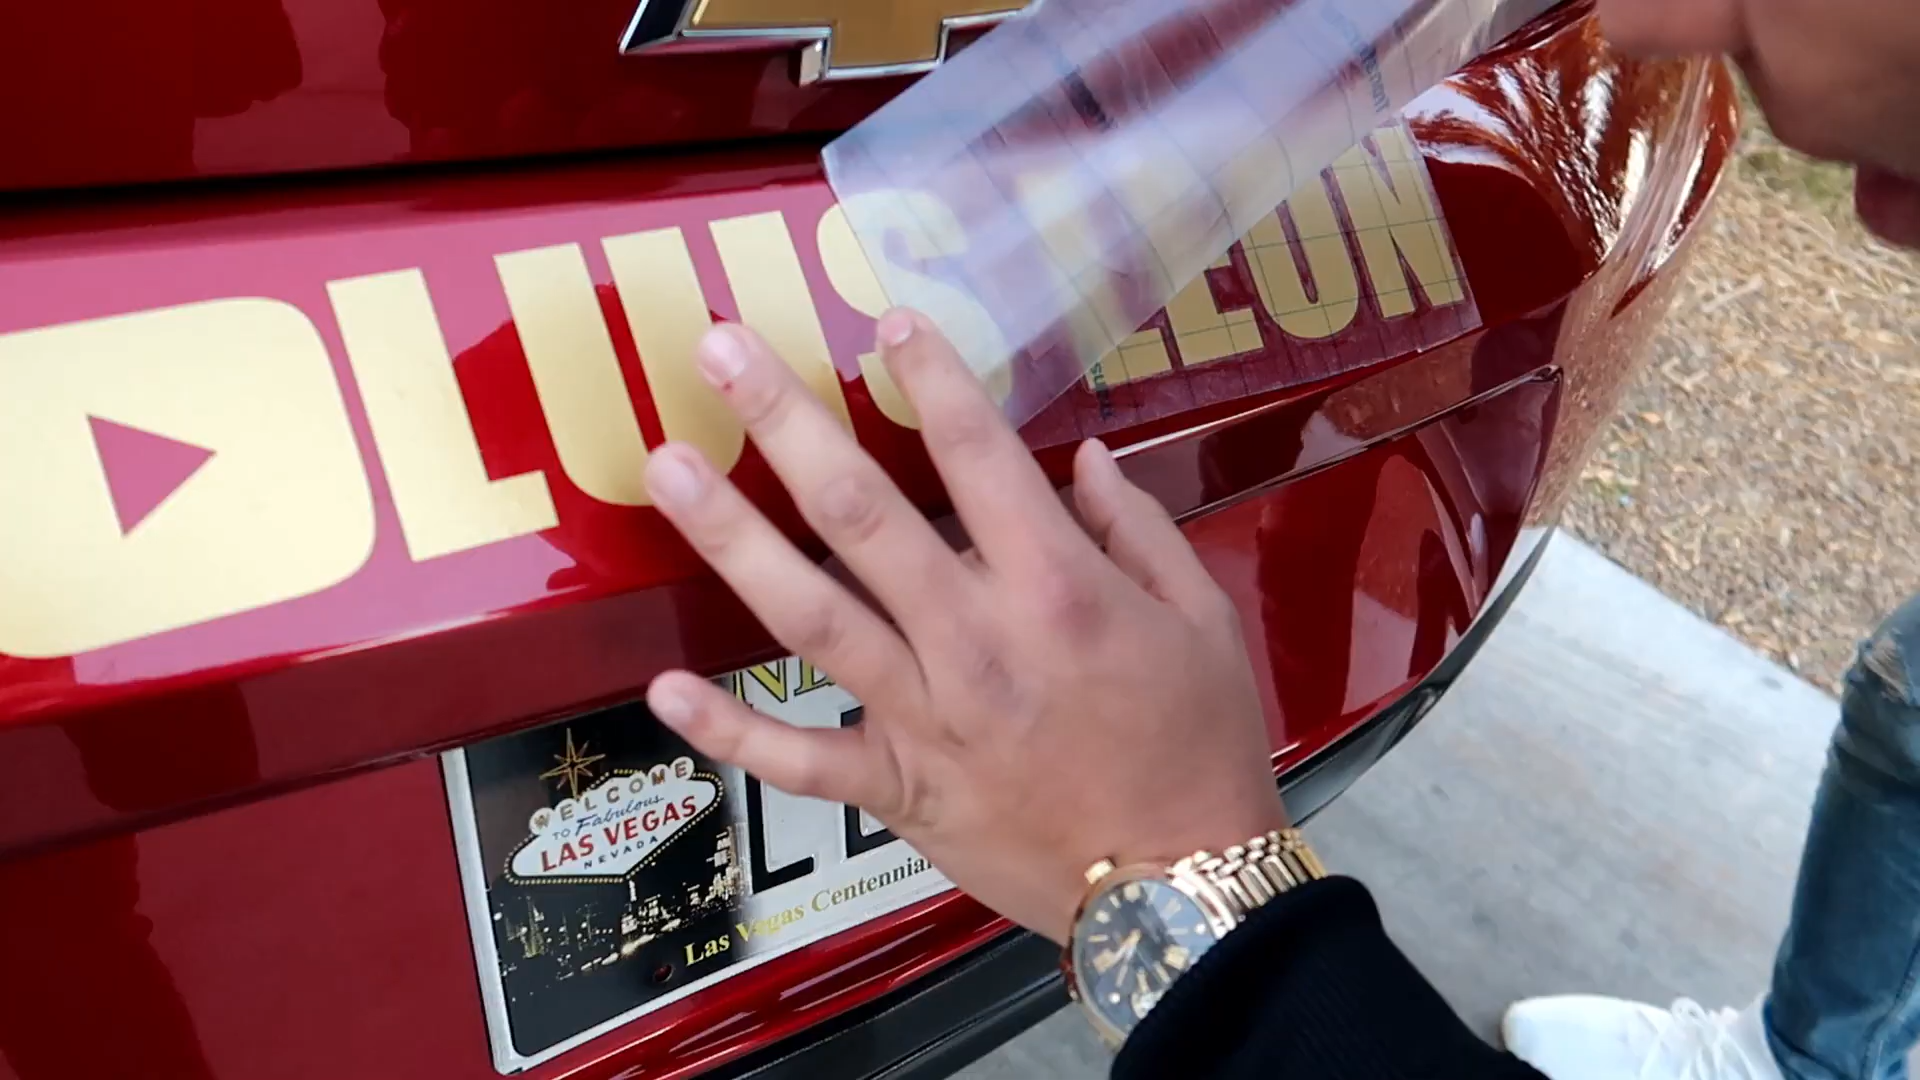 LUIS LEON
WELCOME
TO Fabulous
LAS VEGAS
NEVADA
Las Vegas Centennial